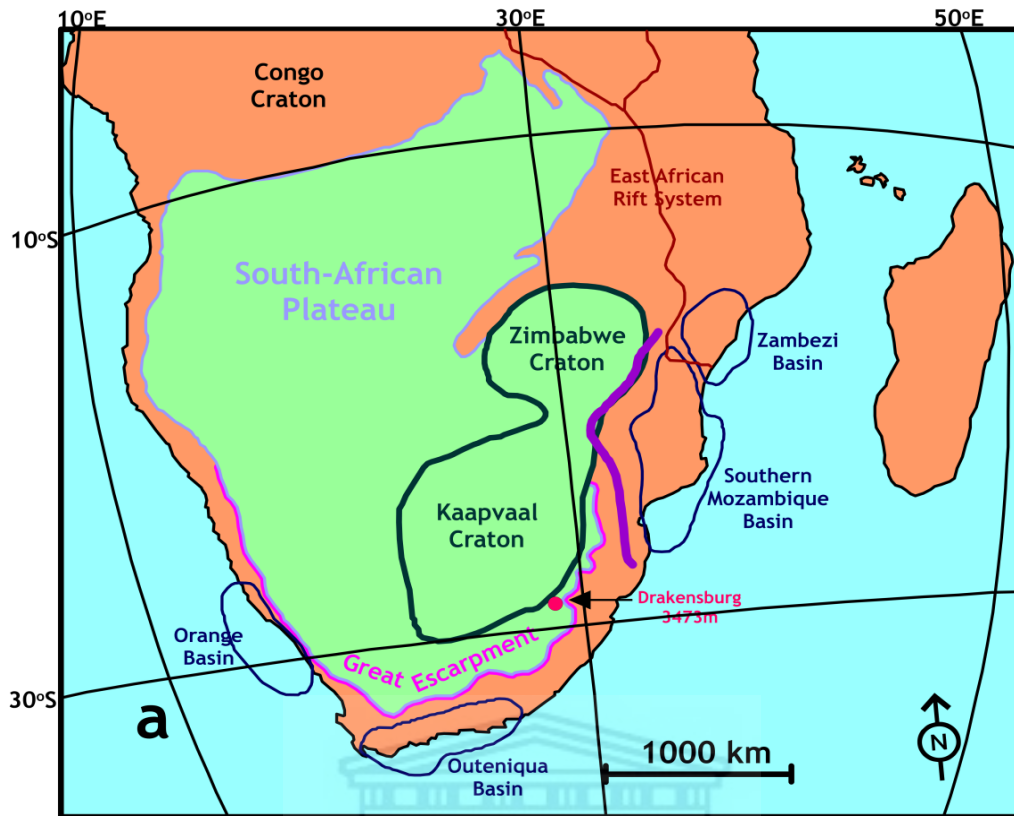 10°E
30°E
50°E
Congo
Craton
East African
Rift System
10°S
South-African
Plateau
Zimbabwe
Craton
Zambezi
Basin
Southern
Mozambique
Basin
Kaapvaal
Craton
Drakensburg
3473m
Orange
Basin
Great Escarpment
30°S
a
N
1000 km
Outeniqua
Basin